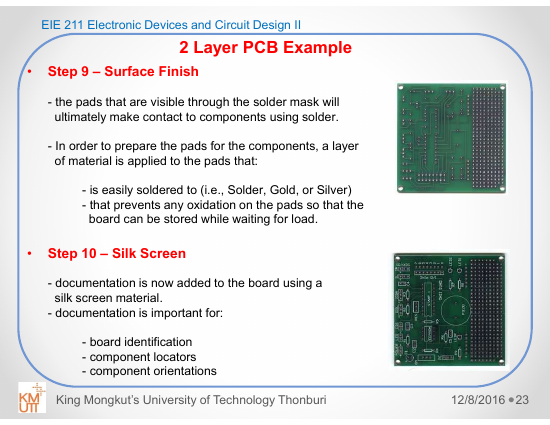 EIE 211 Electronic Devices and Circuit Design II
2 Layer PCB Example
• Step 9 – Surface Finish
- the pads that are visible through the solder mask will
ultimately make contact to components using solder.
- In order to prepare the pads for the components, a layer
of material is applied to the pads that:
- is easily soldered to (i.e., Solder, Gold, or Silver)
- that prevents any oxidation on the pads so that the
board can be stored while waiting for load.
• Step 10 – Silk Screen
- documentation is now added to the board using a
silk screen material.
- documentation is important for:
- board identification
- component locators
- component orientations
KM
UTT
King Mongkut's University of Technology Thonburi
12/8/2016 •23